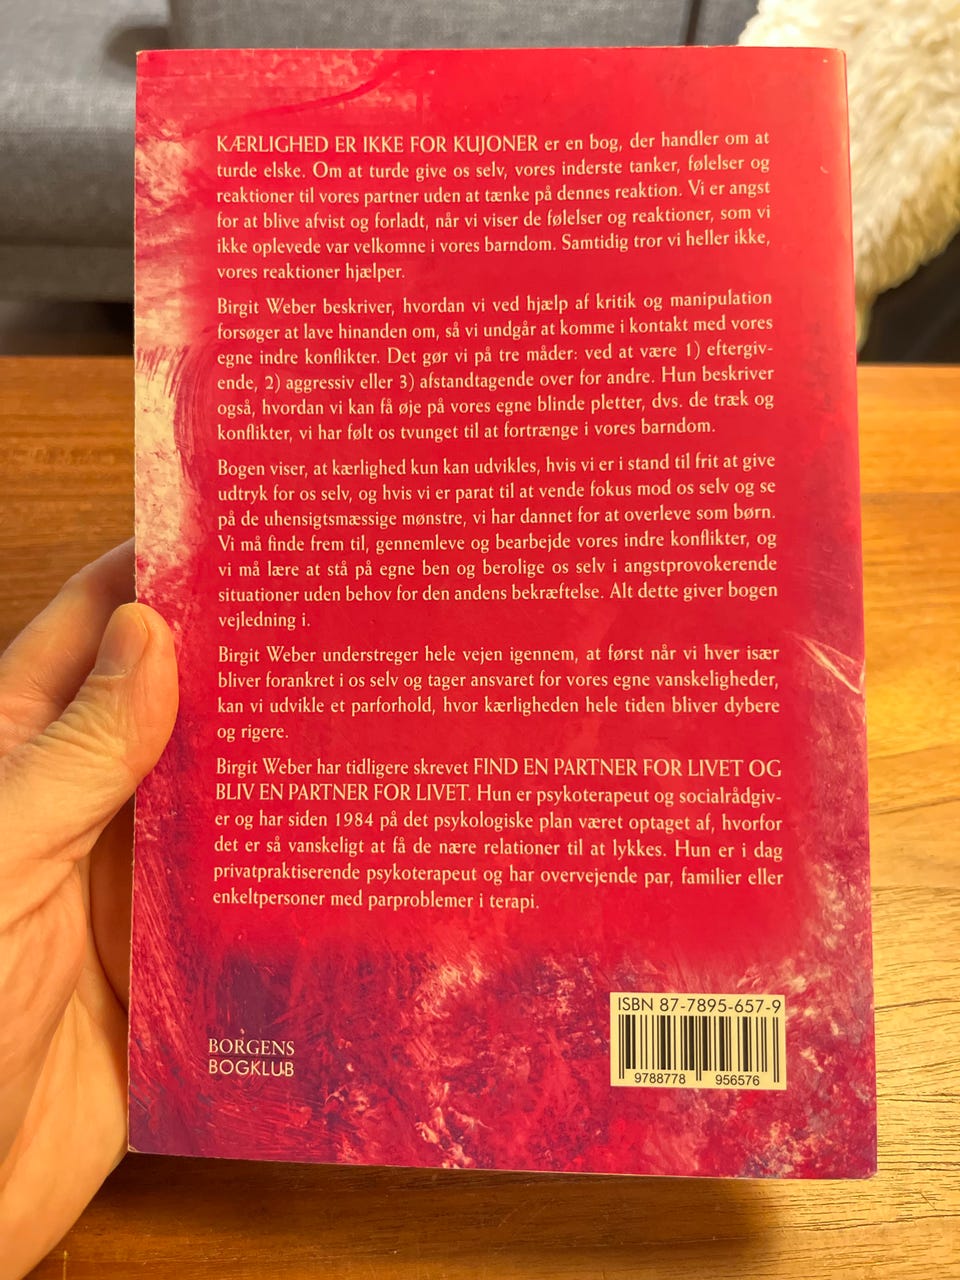 KÆRLIGHED ER IKKE FOR KUJONER er en bog, der handler om at
turde elske. Om at turde give os selv, vores inderste tanker, følelser og
reaktioner til vores partner uden at tænke på dennes reaktion. Vi er angst
for at blive afvist og forladt, når vi viser de følelser og reaktioner, som vi
ikke oplevede var velkomne i vores barndom. Samtidig tror vi heller ikke,
vores reaktioner hjælper.
Birgit Weber beskriver, hvordan vi ved hjælp af kritik og manipulation
forsøger at lave hinanden om, så vi undgår at komme i kontakt med vores
egne indre konflikter. Det gør vi på tre måder: ved at være 1) eftergiv-
ende, 2) aggressiv eller 3) afstandtagende over for andre. Hun beskriver
også, hvordan vi kan få øje på vores egne blinde pletter, dvs. de træk og
konflikter, vi har følt os tvunget til at fortrænge i vores barndom.
Bogen viser, at kærlighed kun kan udvikles, hvis vi er i stand til frit at give
udtryk for os selv, og hvis vi er parat til at vende fokus mod os selv og se
på de uhensigtsmæssige mønstre, vi har dannet for at overleve som børn.
Vi må finde frem til, gennemleve og bearbejde vores indre konflikter, og
vi må lære at stå på egne ben og berolige os selv i angstprovokerende
situationer uden behov for den andens bekræftelse. Alt dette giver bogen
vejledning i.
Birgit Weber understreger hele vejen igennem, at først når vi hver især
bliver forankret i os selv og tager ansvaret for vores egne vanskeligheder,
kan vi udvikle et parforhold, hvor kærligheden hele tiden bliver dybere
og rigere.
Birgit Weber har tidligere skrevet FIND EN PARTNER FOR LIVET OG
BLIV EN PARTNER FOR LIVET. Hun er psykoterapeut og socialrådgiv-
er og har siden 1984 på det psykologiske plan været optaget af, hvorfor
det er så vanskeligt at få de nære relationer til at lykkes. Hun er i dag
privatpraktiserende psykoterapeut og har overvejende par, familier eller
enkeltpersoner med parproblemer i terapi.
ISBN 87-7895-657-9
9788778 956576
BORGENS
BOGKLUB